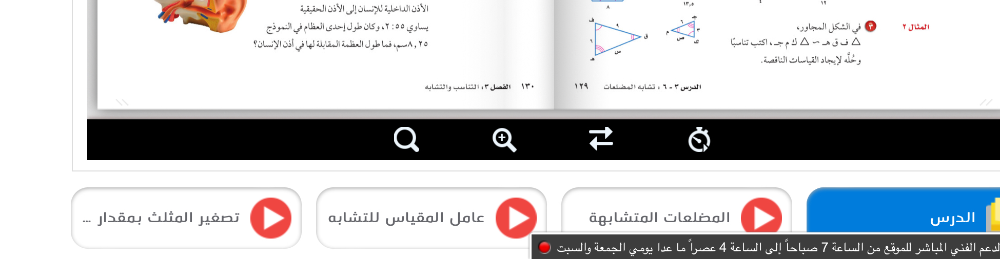 ٨
١٣,٥
٤
١٢
المثال ٢
٣ في الشكل المجاور،
△ ف ق هـ ∽ △ ك م جـ، اكتب تناسبًا
وحُلَّه لإيجاد القياسات الناقصة.
جـ
٦
م
٣
ص
ك
ف
٩
ق
٦
س
هـ
الدرس ٣ - ٦ : تشابه المضلعات ١٢٩
الأذن الداخلية للإنسان إلى الأذن الحقيقية
يساوي ٥٥ : ٢، وكان طول إحدى العظام في النموذج
٨,٢٥سم، فما طول العظمة المقابلة لها في أذن الإنسان؟
١٣٠ الفصل ٣: التناسب والتشابه
الدرس
المضلعات المتشابهة
عامل المقياس للتشابه
تصغير المثلث بمقدار ...
لدعم الفني المباشر للموقع من الساعة 7 صباحاً إلى الساعة 4 عصراً ما عدا يومي الجمعة والسبت